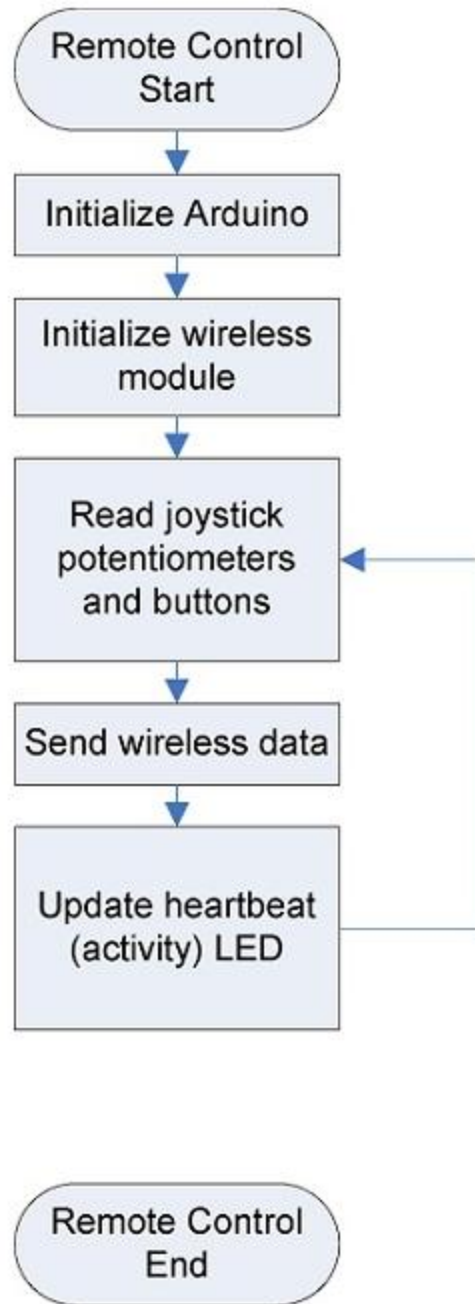 Remote Control
Start
Initialize Arduino
Initialize wireless
module
Read joystick
potentiometers
and buttons
Send wireless data
Update heartbeat
(activity) LED
Remote Control
End